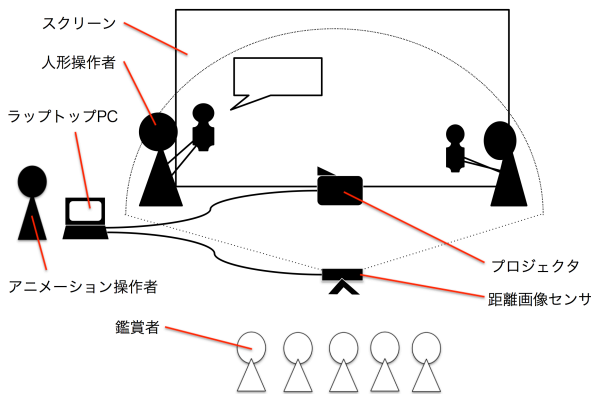 スクリーン
人形操作者
ラップトップPC
アニメーション操作者
プロジェクタ
距離画像センサ
鑑賞者